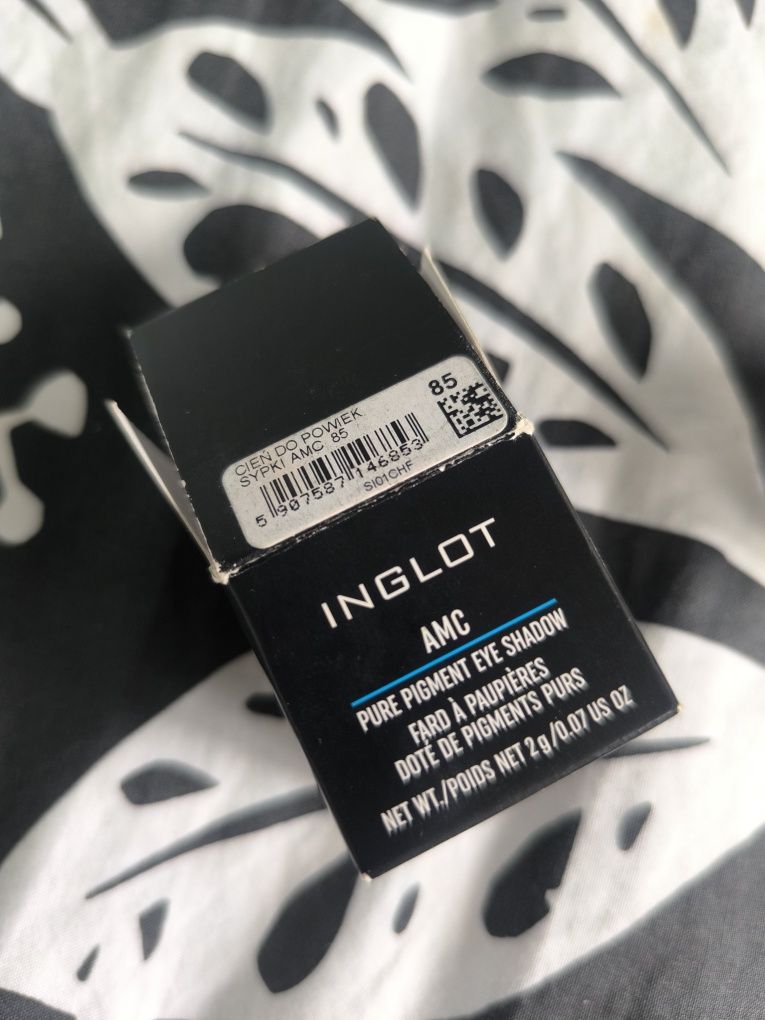 CIEŃ DO POWIEK
SYPKI AMC 85
85
5 907587 146853
SI01CHF
INGLOT
AMC
PURE PIGMENT EYE SHADOW
FARD À PAUPIÈRES
DOTÉ DE PIGMENTS PURS
NET WT./POIDS NET 2 g/0.07 US OZ